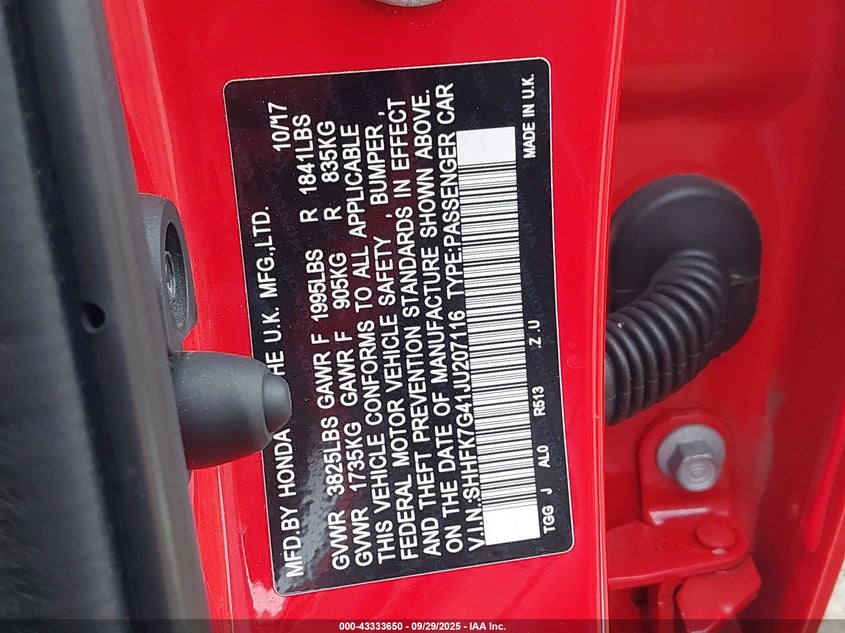 MFD.BY HONDA HE U.K. MFG.,LTD. 10/17
GVWR 3825LBS GAWR F 1995LBS R 1841LBS
GVWR 1735KG GAWR F 905KG R 835KG
THIS VEHICLE CONFORMS TO ALL APPLICABLE
FEDERAL MOTOR VEHICLE SAFETY , BUMPER ,
AND THEFT PREVENTION STANDARDS IN EFFECT
ON THE DATE OF MANUFACTURE SHOWN ABOVE.
V.I.N.:SHHFK7G41JU207116 TYPE:PASSENGER CAR
TGG J AL0 R513 Z .U MADE IN U.K.
000-43333650 - 09/29/2025 - IAA Inc.